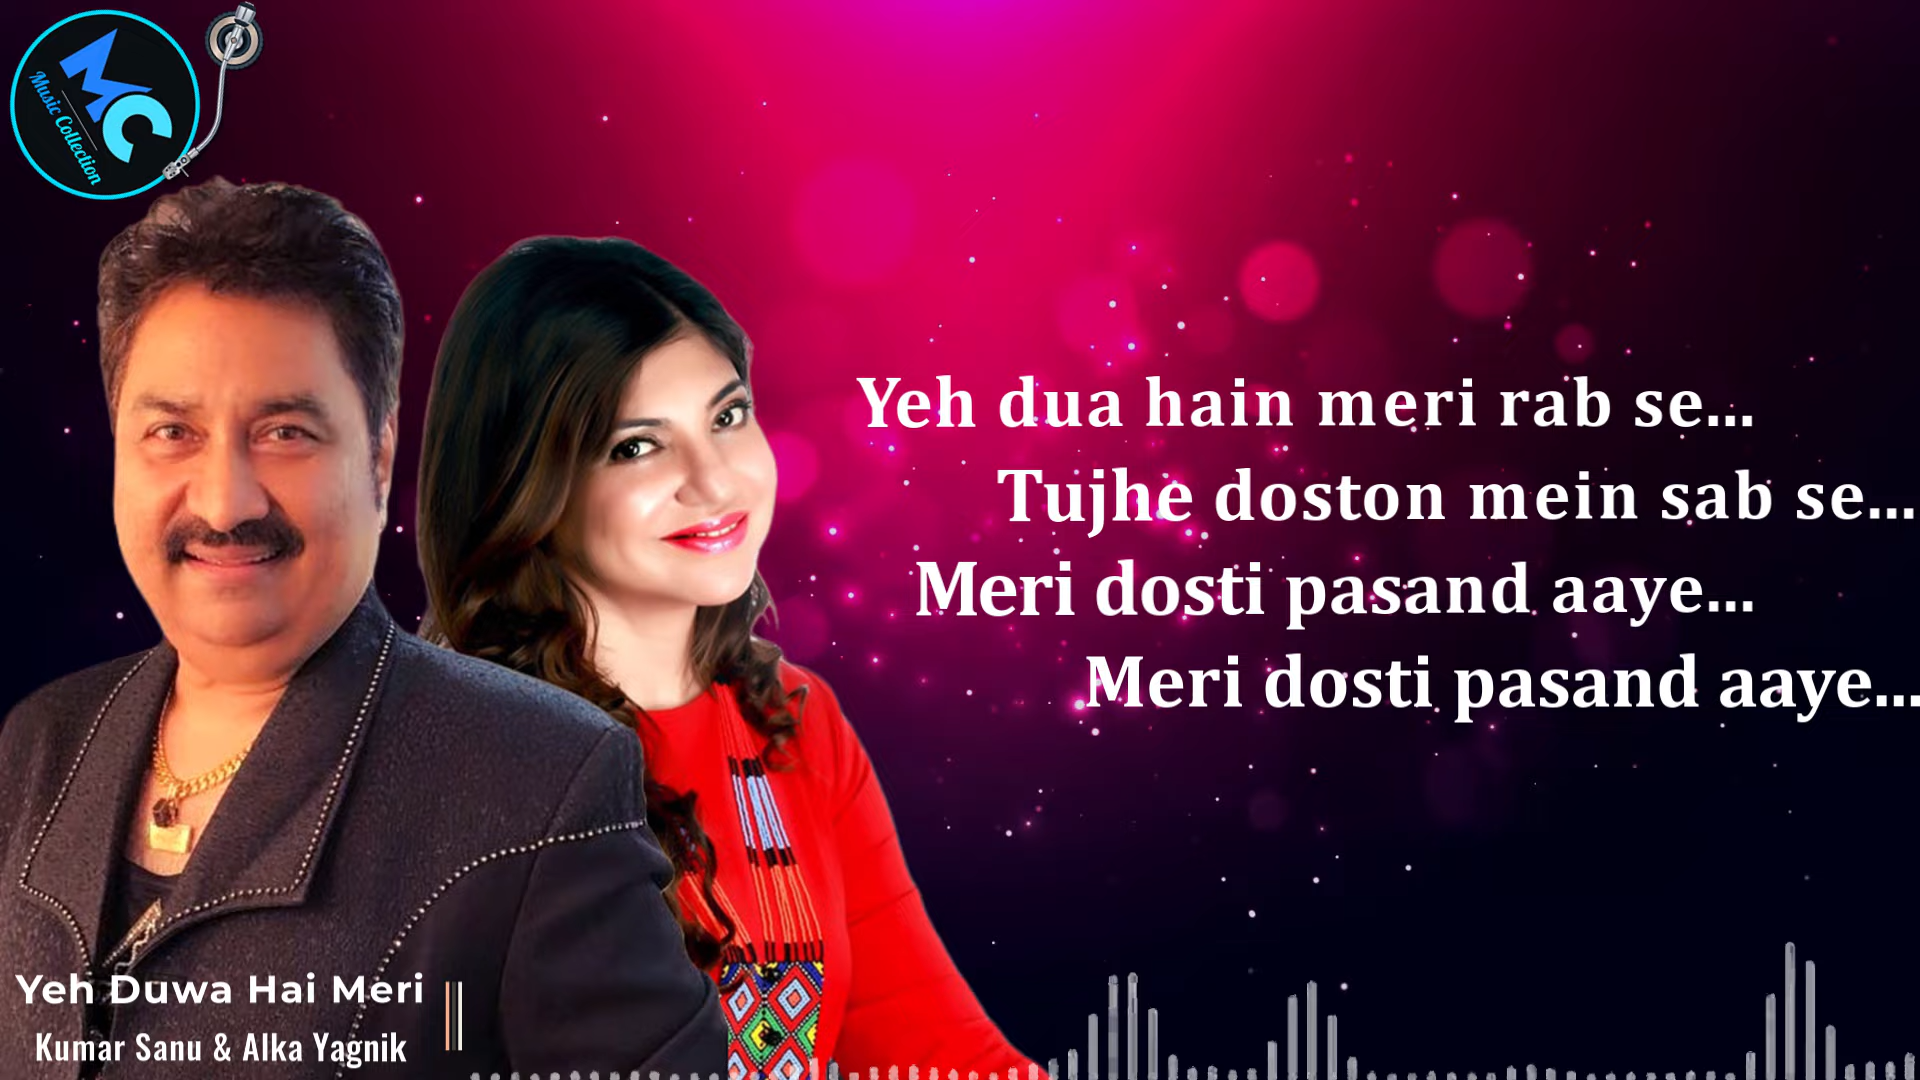 MC
Music Collection
Yeh dua hain meri rab se...
Tujhe doston mein sab se...
Meri dosti pasand aaye...
Meri dosti pasand aaye...
Yeh Duwa Hai Meri
Kumar Sanu & Alka Yagnik